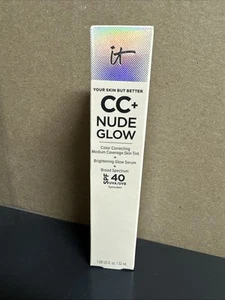 it
YOUR SKIN BUT BETTER
CC+
NUDE
GLOW
Color Correcting
Medium Coverage Skin Tint
+
Brightening Glow Serum
+
Broad Spectrum
SPF 40
UVA/UVB